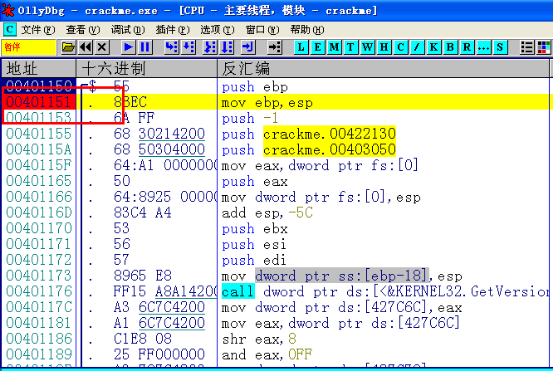 OllyDbg - crackme.exe - [CPU - 主要线程，模块 - crackme]
C 文件(F) 查看(V) 调试(D) 插件(P) 选项(T) 窗口(W) 帮助(H)
暂停 L E M T W H C / K B R ... S
地址 十六进制 反汇编
00401150 $ 55 push ebp
00401151 . 8BEC mov ebp,esp
00401153 . 6A FF push -1
00401155 . 68 30214200 push crackme.00422130
0040115A . 68 50304000 push crackme.00403050
0040115F . 64:A1 0000000 mov eax,dword ptr fs:[0]
00401165 . 50 push eax
00401166 . 64:8925 00000 mov dword ptr fs:[0],esp
0040116D . 83C4 A4 add esp,-5C
00401170 . 53 push ebx
00401171 . 56 push esi
00401172 . 57 push edi
00401173 . 8965 E8 mov dword ptr ss:[ebp-18],esp
00401176 . FF15 A8A14200 call dword ptr ds:[<&KERNEL32.GetVersion
0040117C . A3 6C7C4200 mov dword ptr ds:[427C6C],eax
00401181 . A1 6C7C4200 mov eax,dword ptr ds:[427C6C]
00401186 . C1E8 08 shr eax,8
00401189 . 25 FF000000 and eax,0FF